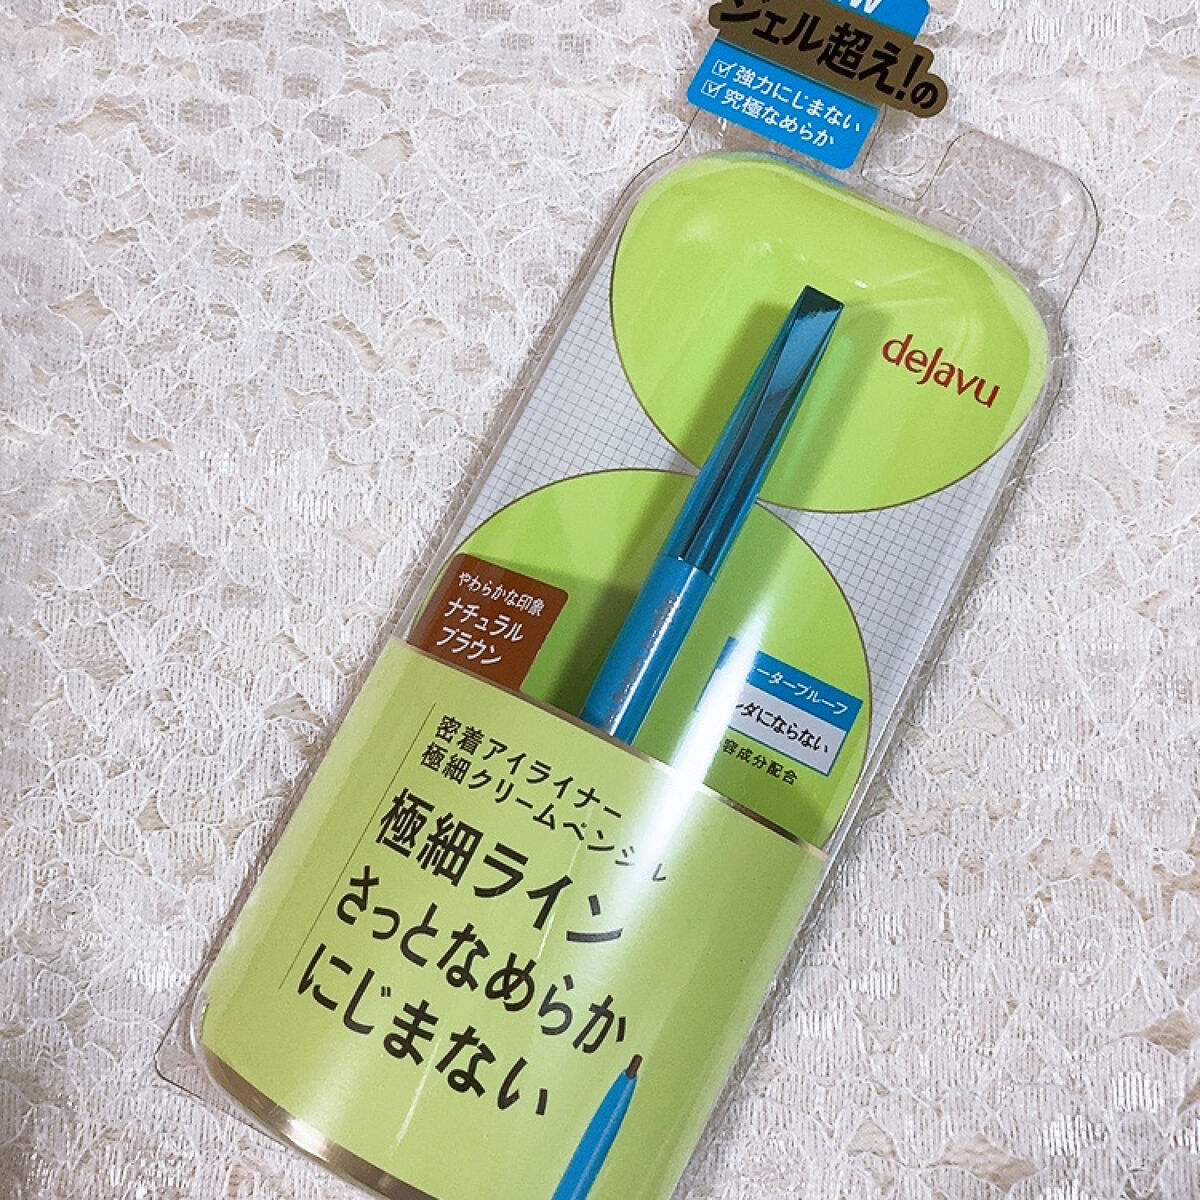 ジェル超え!の
強力にじまない
究極なめらか
dejavu
やわらかな印象
ナチュラル
ブラウン
ータープルーフ
ダにならない
容成分配合
密着アイライナー
極細クリームペンシル
極細ライン
さっとなめらか
にじまない